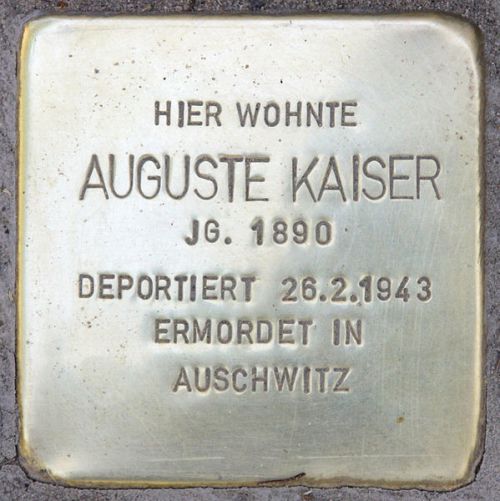 HIER WOHNTE
AUGUSTE KAISER
JG. 1890
DEPORTIERT 26.2.1943
ERMORDET IN
AUSCHWITZ